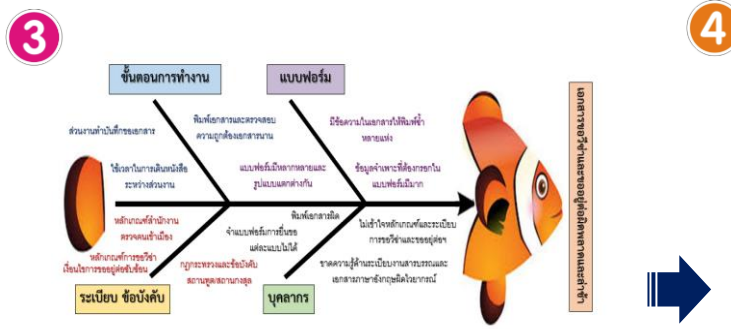 3
4
ขั้นตอนการทำงาน
แบบฟอร์ม
ส่วนงานทำบันทึกขอเอกสาร
พิมพ์เอกสารและตรวจสอบ
ความถูกต้องเอกสารนาน
มีข้อความในเอกสารให้พิมพ์ซ้ำ
หลายแห่ง
ใช้เวลาในการเดินหนังสือ
ระหว่างส่วนงาน
แบบฟอร์มมีหลากหลายและ
รูปแบบแตกต่างกัน
ข้อมูลจำเพาะที่ต้องกรอกใน
แบบฟอร์มมีมาก
เอกสารขอวีซ่าและขออยู่ต่อผิดพลาดและล่าช้า
หลักเกณฑ์สำนักงาน
ตรวจคนเข้าเมือง
พิมพ์เอกสารผิด
จำแบบฟอร์มการยื่นขอ
แต่ละแบบไม่ได้
ไม่เข้าใจหลักเกณฑ์และระเบียบ
การขอวีซ่าและขออยู่ต่อฯ
หลักเกณฑ์การขอวีซ่า
เงื่อนไขการขออยู่ต่อซับซ้อน
กฎกระทรวงและข้อบังคับ
สถานทูต/สถานกงสุล
ขาดความรู้ด้านระเบียบงานสารบรรณและ
เอกสารภาษาอังกฤษผิดไวยากรณ์
ระเบียบ ข้อบังคับ
บุคลากร